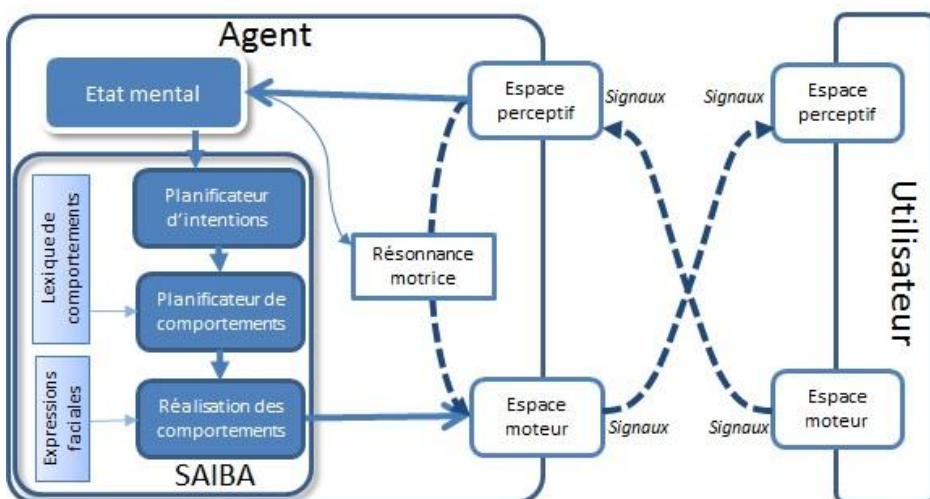 Agent
Etat mental
Espace
perceptif
Signaux
Signaux
Espace
perceptif
Planificateur
d'intentions
Lexique de
comportements
Résonnance
motrice
Planificateur de
comportements
Utilisateur
Expressions
faciales
Réalisation des
comportements
Espace
moteur
Signaux
Signaux
Espace
moteur
SAIBA